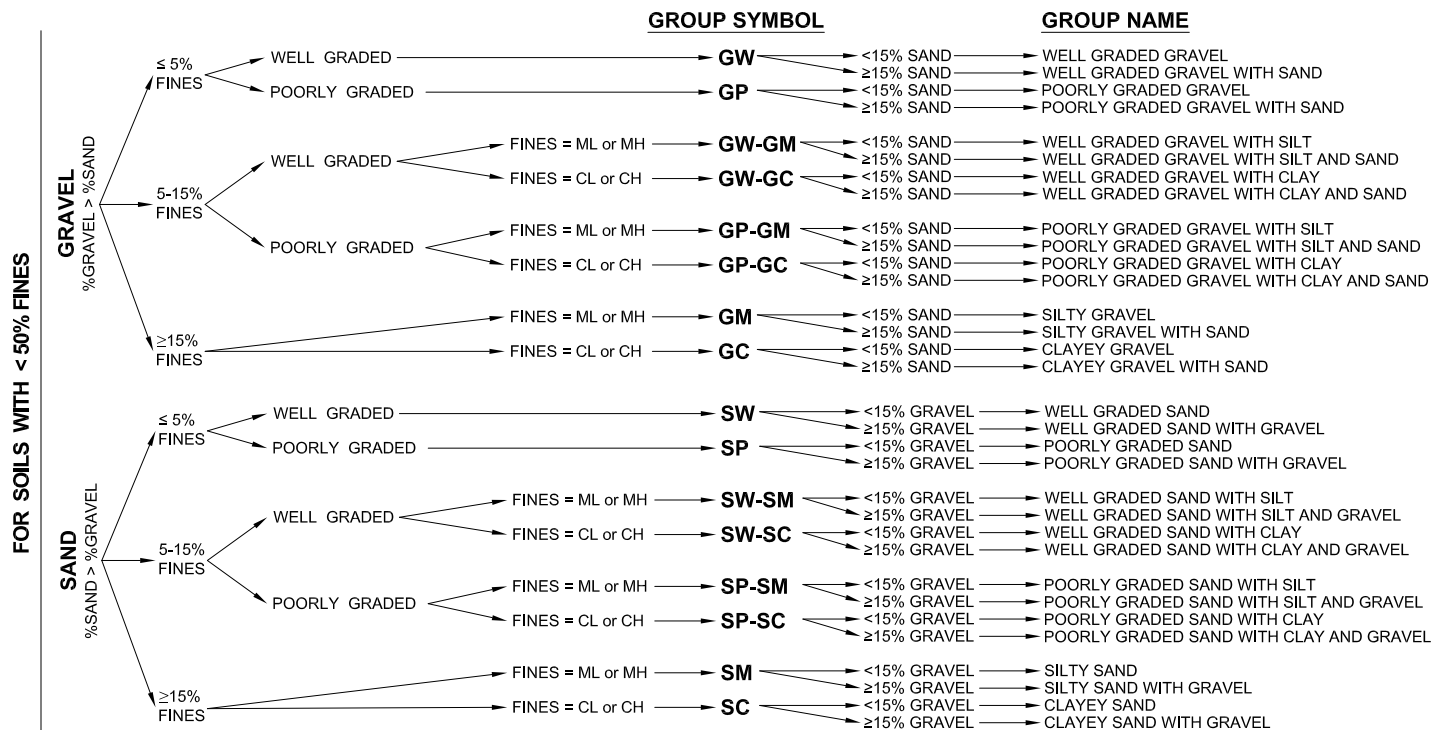 GROUP SYMBOL GROUP NAME
FOR SOILS WITH < 50% FINES
GRAVEL
%GRAVEL > %SAND
≤ 5%
FINES
WELL GRADED GW <15% SAND WELL GRADED GRAVEL
≥15% SAND WELL GRADED GRAVEL WITH SAND
POORLY GRADED GP <15% SAND POORLY GRADED GRAVEL
≥15% SAND POORLY GRADED GRAVEL WITH SAND
5-15%
FINES
WELL GRADED
FINES = ML or MH GW-GM <15% SAND WELL GRADED GRAVEL WITH SILT
≥15% SAND WELL GRADED GRAVEL WITH SILT AND SAND
FINES = CL or CH GW-GC <15% SAND WELL GRADED GRAVEL WITH CLAY
≥15% SAND WELL GRADED GRAVEL WITH CLAY AND SAND
POORLY GRADED
FINES = ML or MH GP-GM <15% SAND POORLY GRADED GRAVEL WITH SILT
≥15% SAND POORLY GRADED GRAVEL WITH SILT AND SAND
FINES = CL or CH GP-GC <15% SAND POORLY GRADED GRAVEL WITH CLAY
≥15% SAND POORLY GRADED GRAVEL WITH CLAY AND SAND
≥15%
FINES
FINES = ML or MH GM <15% SAND SILTY GRAVEL
≥15% SAND SILTY GRAVEL WITH SAND
FINES = CL or CH GC <15% SAND CLAYEY GRAVEL
≥15% SAND CLAYEY GRAVEL WITH SAND
SAND
%SAND > %GRAVEL
≤ 5%
FINES
WELL GRADED SW <15% GRAVEL WELL GRADED SAND
≥15% GRAVEL WELL GRADED SAND WITH GRAVEL
POORLY GRADED SP <15% GRAVEL POORLY GRADED SAND
≥15% GRAVEL POORLY GRADED SAND WITH GRAVEL
5-15%
FINES
WELL GRADED
FINES = ML or MH SW-SM <15% GRAVEL WELL GRADED SAND WITH SILT
≥15% GRAVEL WELL GRADED SAND WITH SILT AND GRAVEL
FINES = CL or CH SW-SC <15% GRAVEL WELL GRADED SAND WITH CLAY
≥15% GRAVEL WELL GRADED SAND WITH CLAY AND GRAVEL
POORLY GRADED
FINES = ML or MH SP-SM <15% GRAVEL POORLY GRADED SAND WITH SILT
≥15% GRAVEL POORLY GRADED SAND WITH SILT AND GRAVEL
FINES = CL or CH SP-SC <15% GRAVEL POORLY GRADED SAND WITH CLAY
≥15% GRAVEL POORLY GRADED SAND WITH CLAY AND GRAVEL
≥15%
FINES
FINES = ML or MH SM <15% GRAVEL SILTY SAND
≥15% GRAVEL SILTY SAND WITH GRAVEL
FINES = CL or CH SC <15% GRAVEL CLAYEY SAND
≥15% GRAVEL CLAYEY SAND WITH GRAVEL